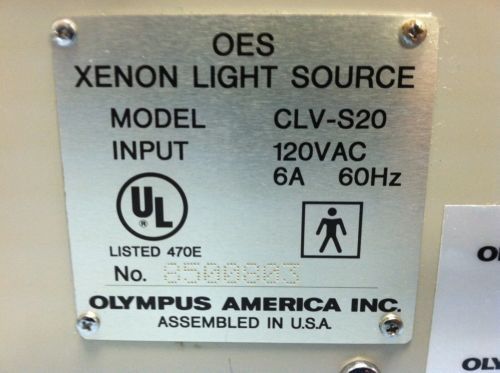 OES
XENON LIGHT SOURCE
MODEL CLV-S20
INPUT 120VAC
6A 60Hz
UL
LISTED 470E
No. 8500803
OLYMPUS AMERICA INC.
ASSEMBLED IN U.S.A.